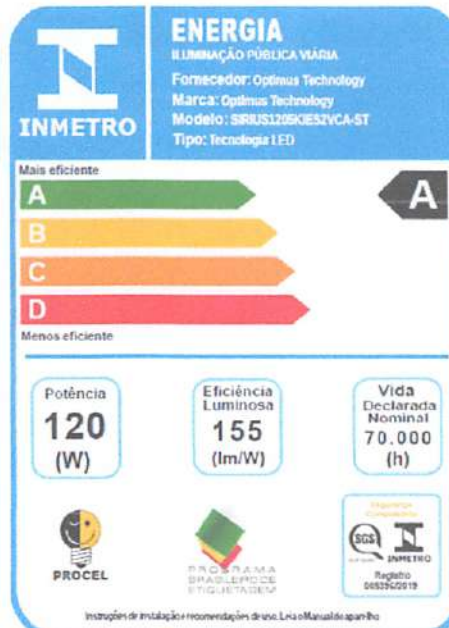 INMETRO
ENERGIA
ILUMINAÇÃO PÚBLICA VIÁRIA
Fornecedor: Optimus Technology
Marca: Optimus Technology
Modelo: SIRIUS1205KIES2VCA-ST
Tipo: Tecnologia LED
Mais eficiente
A
A
B
C
D
Menos eficiente
Potência
120
(W)
Eficiência
Luminosa
155
(lm/W)
Vida
Declarada
Nominal
70.000
(h)
PROCEL
PROGRAMA
BRASILEIRO DE
ETIQUETAGEM
Segurança
SGS
INMETRO
Registro
Instruções de instalação e recomendações de uso. Leia o Manual do aparelho